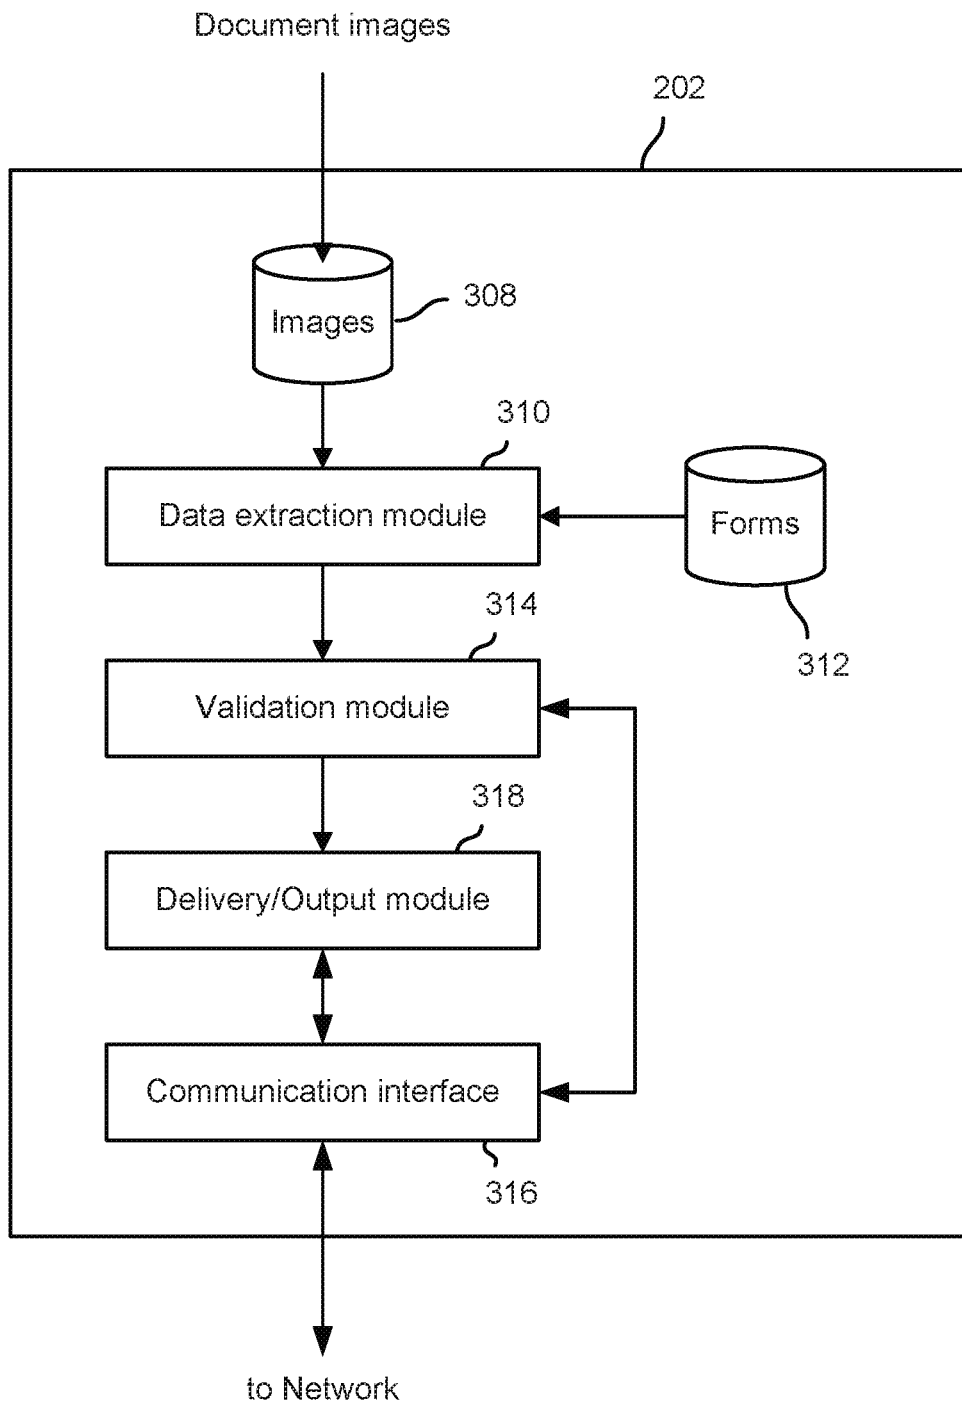 Document images
202
Images
308
310
Data extraction module
Forms
314
312
Validation module
318
Delivery/Output module
Communication interface
316
to Network